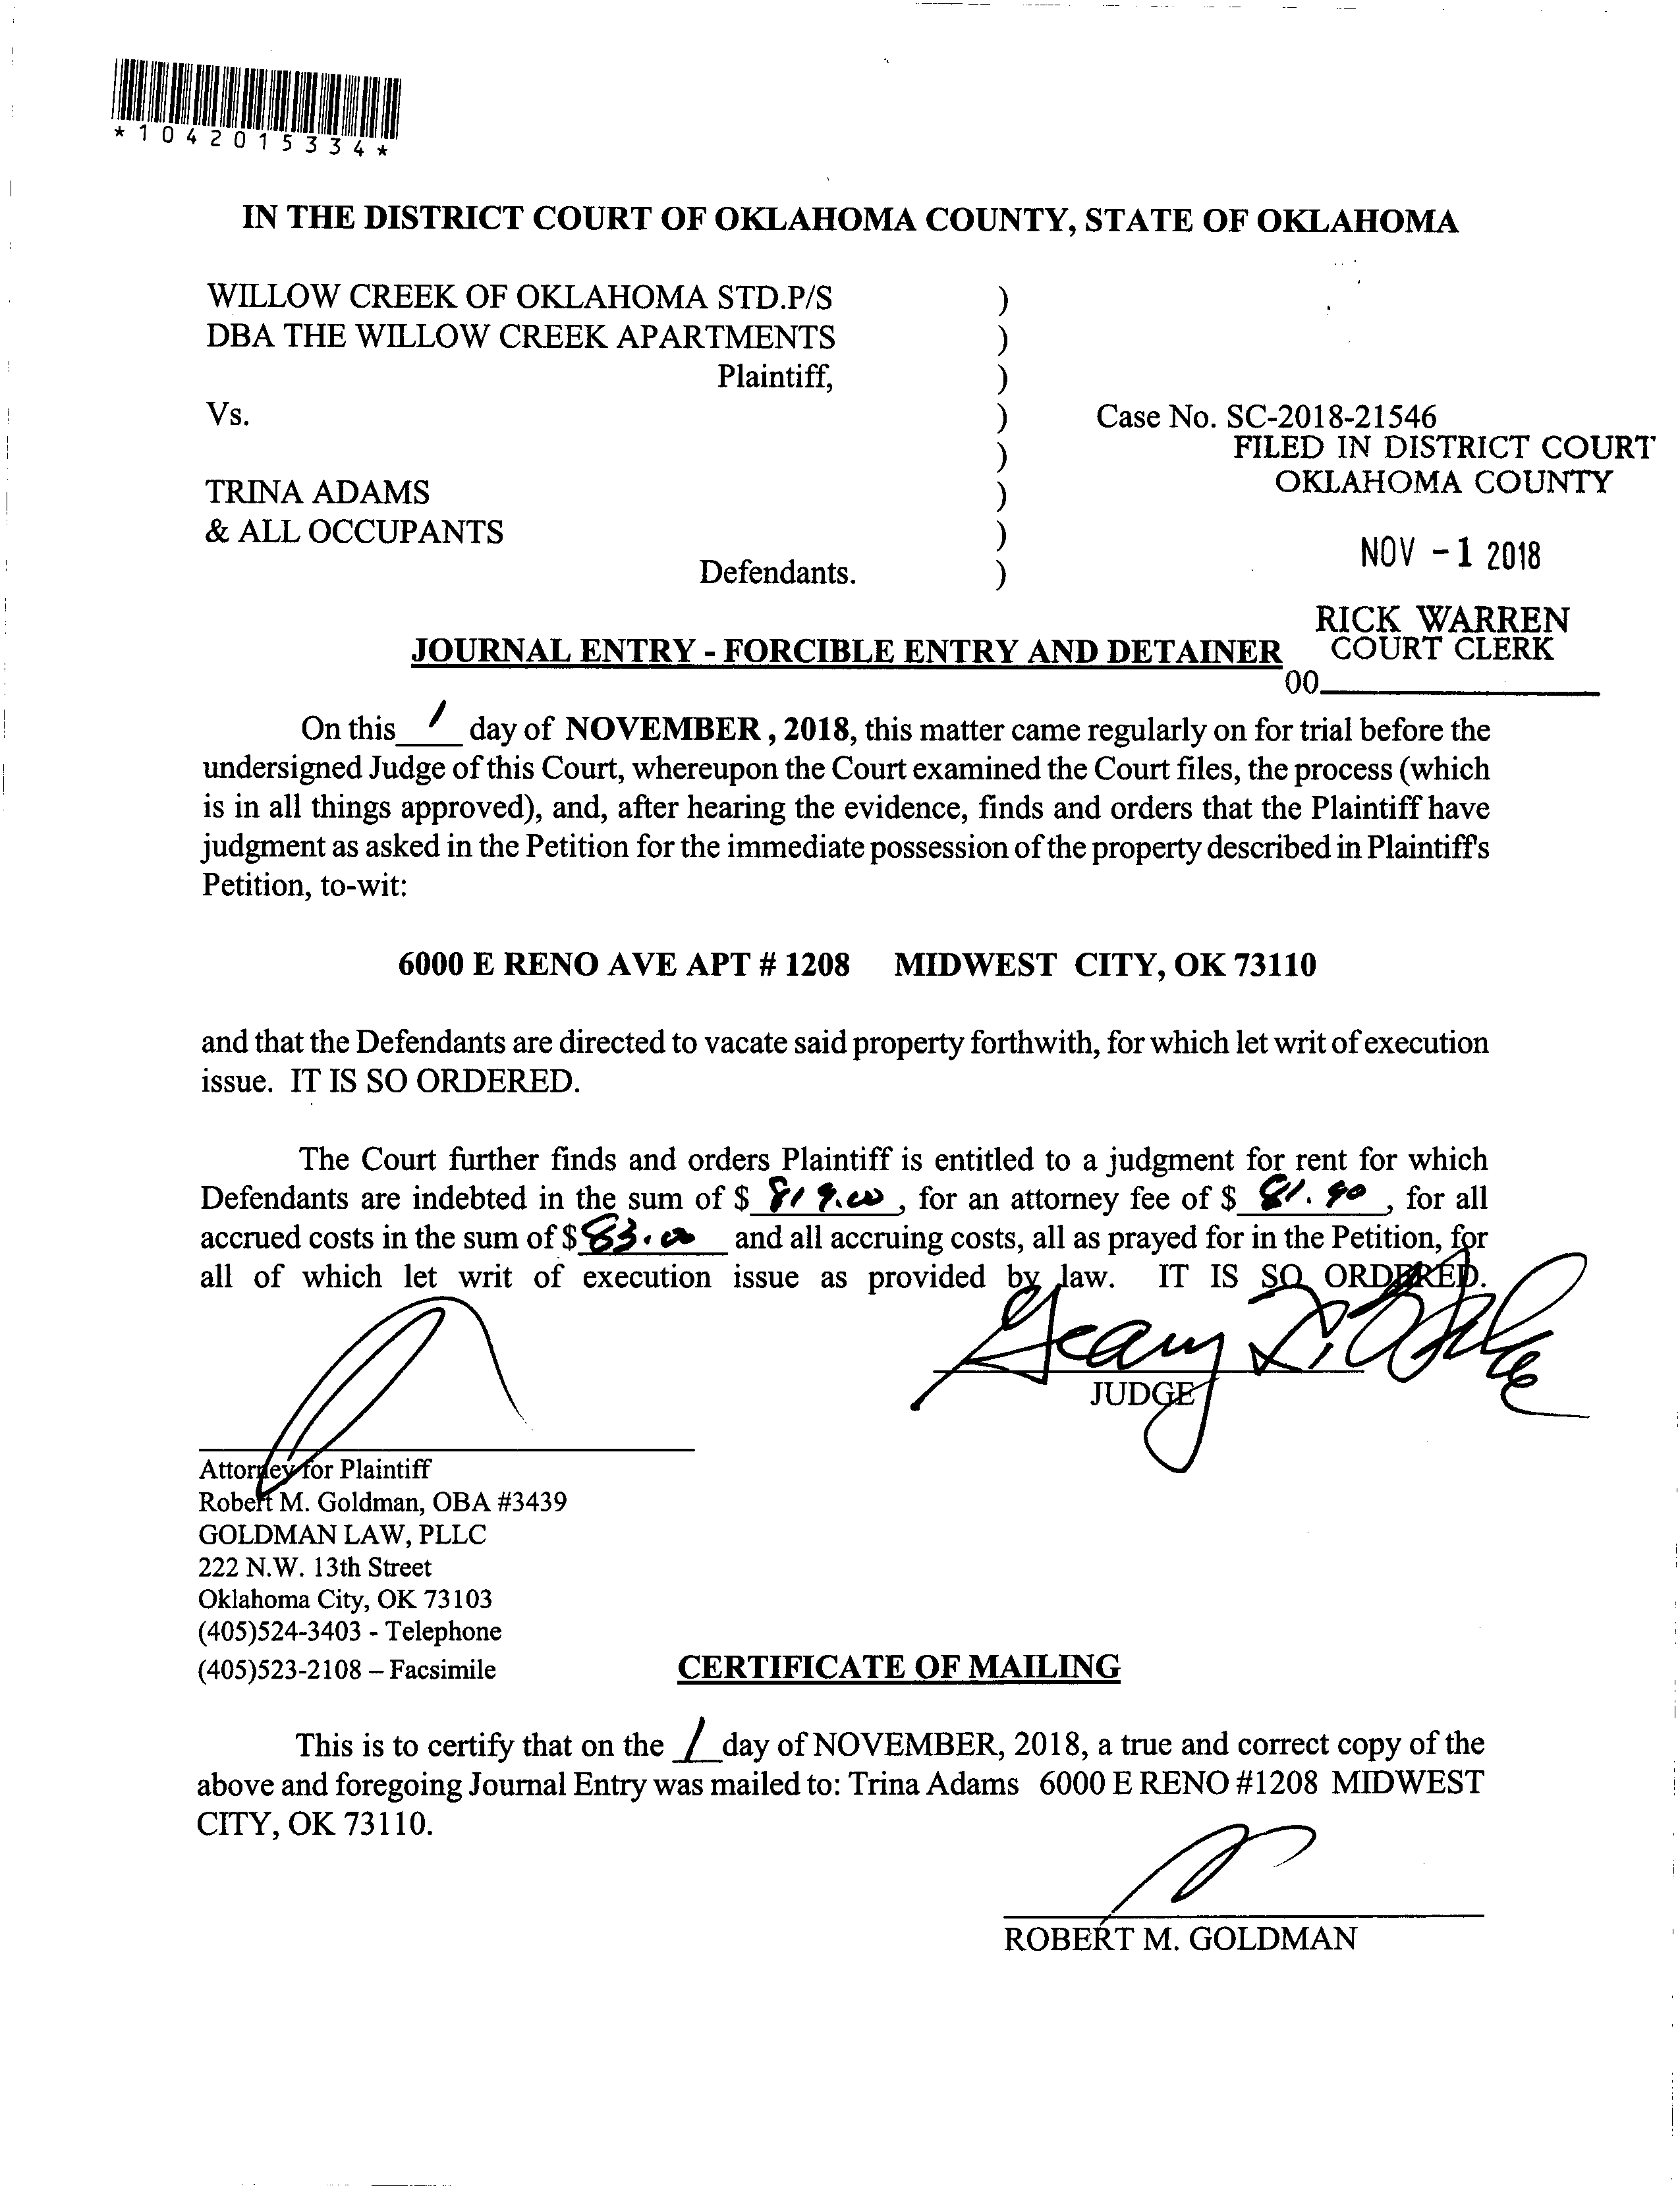 *1042015334*
IN THE DISTRICT COURT OF OKLAHOMA COUNTY, STATE OF OKLAHOMA
WILLOW CREEK OF OKLAHOMA STD.P/S )
DBA THE WILLOW CREEK APARTMENTS )
Plaintiff, )
Vs. ) Case No. SC-2018-21546
) FILED IN DISTRICT COURT
TRINA ADAMS ) OKLAHOMA COUNTY
& ALL OCCUPANTS )
Defendants. ) NOV -1 2018
RICK WARREN
JOURNAL ENTRY - FORCIBLE ENTRY AND DETAINER COURT CLERK
00
On this 1 day of NOVEMBER , 2018, this matter came regularly on for trial before the
undersigned Judge of this Court, whereupon the Court examined the Court files, the process (which
is in all things approved), and, after hearing the evidence, finds and orders that the Plaintiff have
judgment as asked in the Petition for the immediate possession of the property described in Plaintiff's
Petition, to-wit:
6000 E RENO AVE APT # 1208 MIDWEST CITY, OK 73110
and that the Defendants are directed to vacate said property forthwith, for which let writ of execution
issue. IT IS SO ORDERED.
The Court further finds and orders Plaintiff is entitled to a judgment for rent for which
Defendants are indebted in the sum of $ 819.00 , for an attorney fee of $ 81.90 , for all
accrued costs in the sum of $ 83.00 and all accruing costs, all as prayed for in the Petition, for
all of which let writ of execution issue as provided by law. IT IS SO ORDERED.
JUDGE
Attorney for Plaintiff
Robert M. Goldman, OBA #3439
GOLDMAN LAW, PLLC
222 N.W. 13th Street
Oklahoma City, OK 73103
(405)524-3403 - Telephone
(405)523-2108 – Facsimile
CERTIFICATE OF MAILING
This is to certify that on the 1 day of NOVEMBER, 2018, a true and correct copy of the
above and foregoing Journal Entry was mailed to: Trina Adams 6000 E RENO #1208 MIDWEST
CITY, OK 73110.
ROBERT M. GOLDMAN